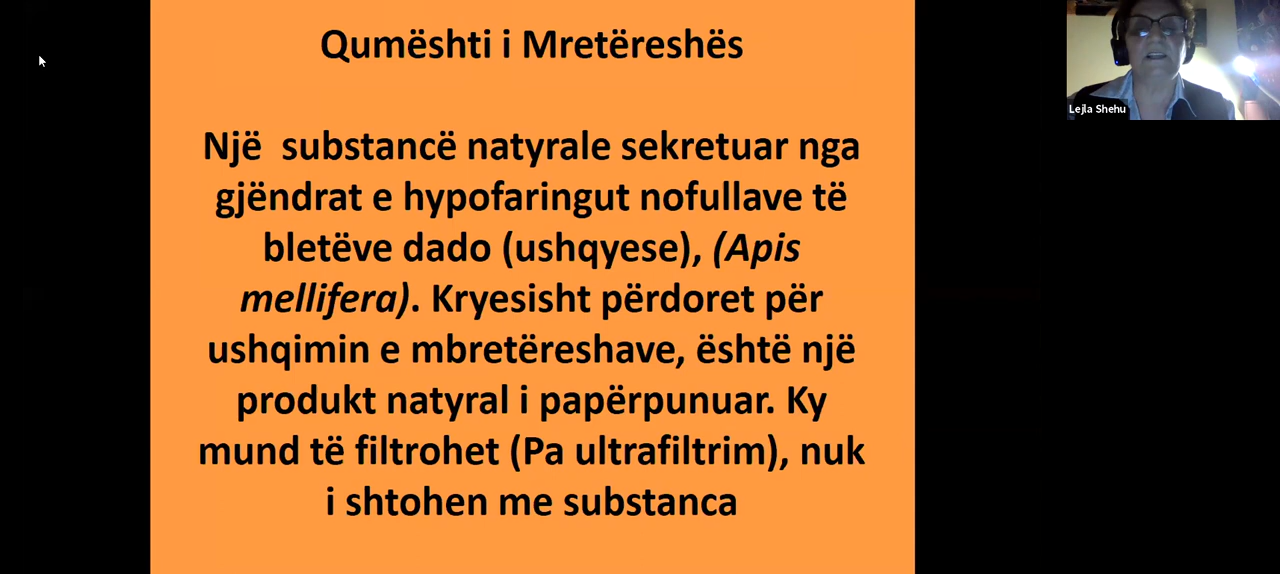 Qumështi i Mretëreshës
Një  substancë natyrale sekretuar nga
gjëndrat e hypofaringut nofullave të
bletëve dado (ushqyese), (Apis
mellifera). Kryesisht përdoret për
ushqimin e mbretëreshave, është një
produkt natyral i papërpunuar. Ky
mund të filtrohet (Pa ultrafiltrim), nuk
i shtohen me substanca
Lejla Shehu